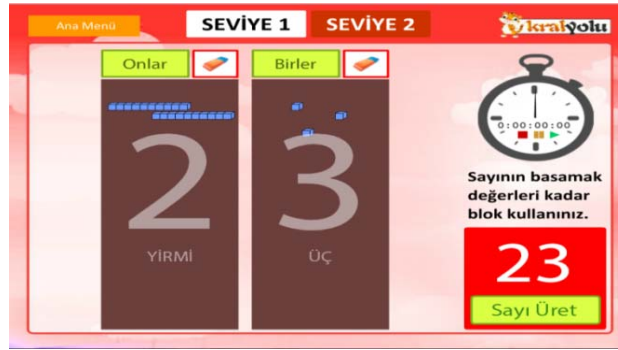 Ana Menü
SEVİYE 1
SEVİYE 2
kralyolu
Onlar
Birler
2
3
YİRMİ
ÜÇ
0:00:00:00
Sayının basamak
değerleri kadar
blok kullanınız.
23
Sayı Üret